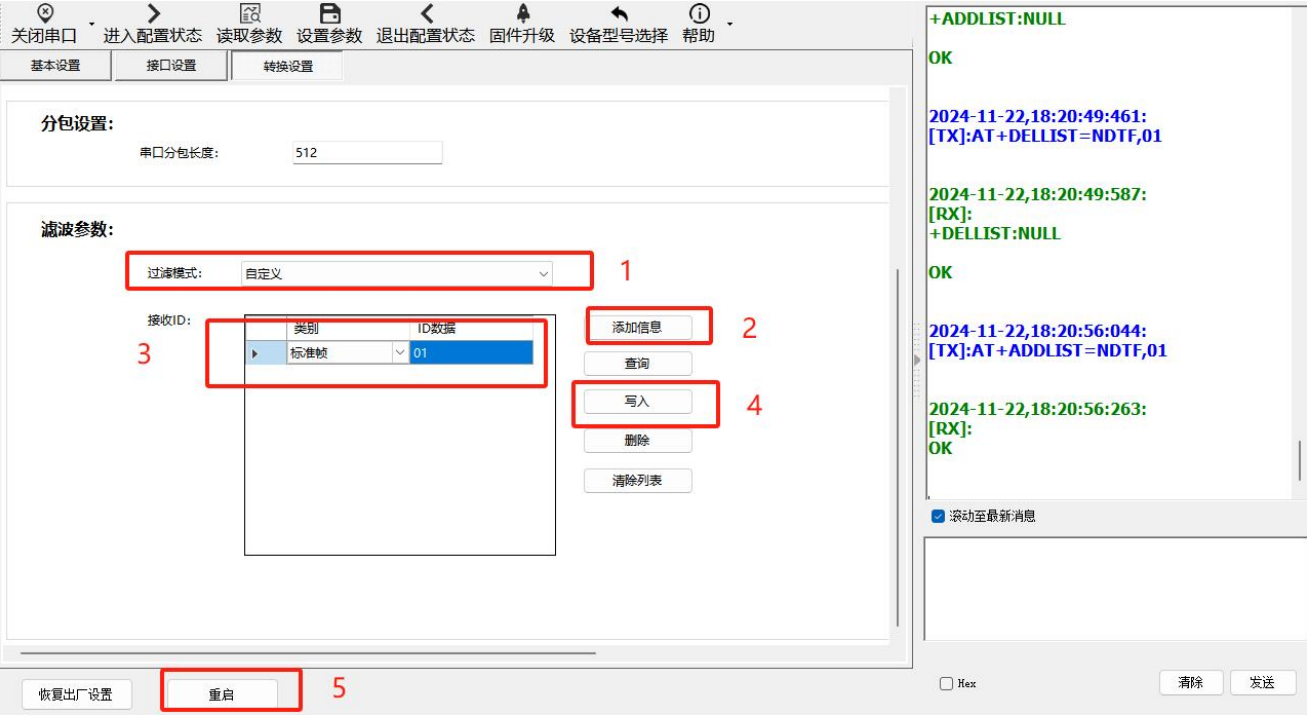 关闭串口 进入配置状态 读取参数 设置参数 退出配置状态 固件升级 设备型号选择 帮助
基本设置 接口设置 转换设置
分包设置:
串口分包长度: 512
滤波参数:
过滤模式: 自定义 1
接收ID: 类别 ID数据 添加信息 2
3 标准帧 01
查询
写入 4
删除
清除列表
恢复出厂设置 重启 5
+ADDLIST:NULL
OK
2024-11-22,18:20:49:461:
[TX]:AT+DELLIST=NDTF,01
2024-11-22,18:20:49:587:
[RX]:
+DELLIST:NULL
OK
2024-11-22,18:20:56:044:
[TX]:AT+ADDLIST=NDTF,01
2024-11-22,18:20:56:263:
[RX]:
OK
滚动至最新消息
Hex 清除 发送